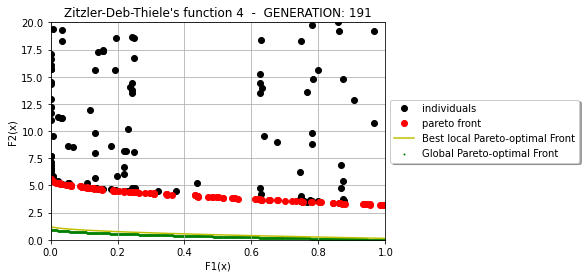 Zitzler-Deb-Thiele's function 4 - GENERATION: 191
20.0
17.5
15.0
12.5
10.0
7.5
5.0
2.5
0.0
F2(x)
0.0 0.2 0.4 0.6 0.8 1.0
F1(x)
individuals
pareto front
Best local Pareto-optimal Front
Global Pareto-optimal Front